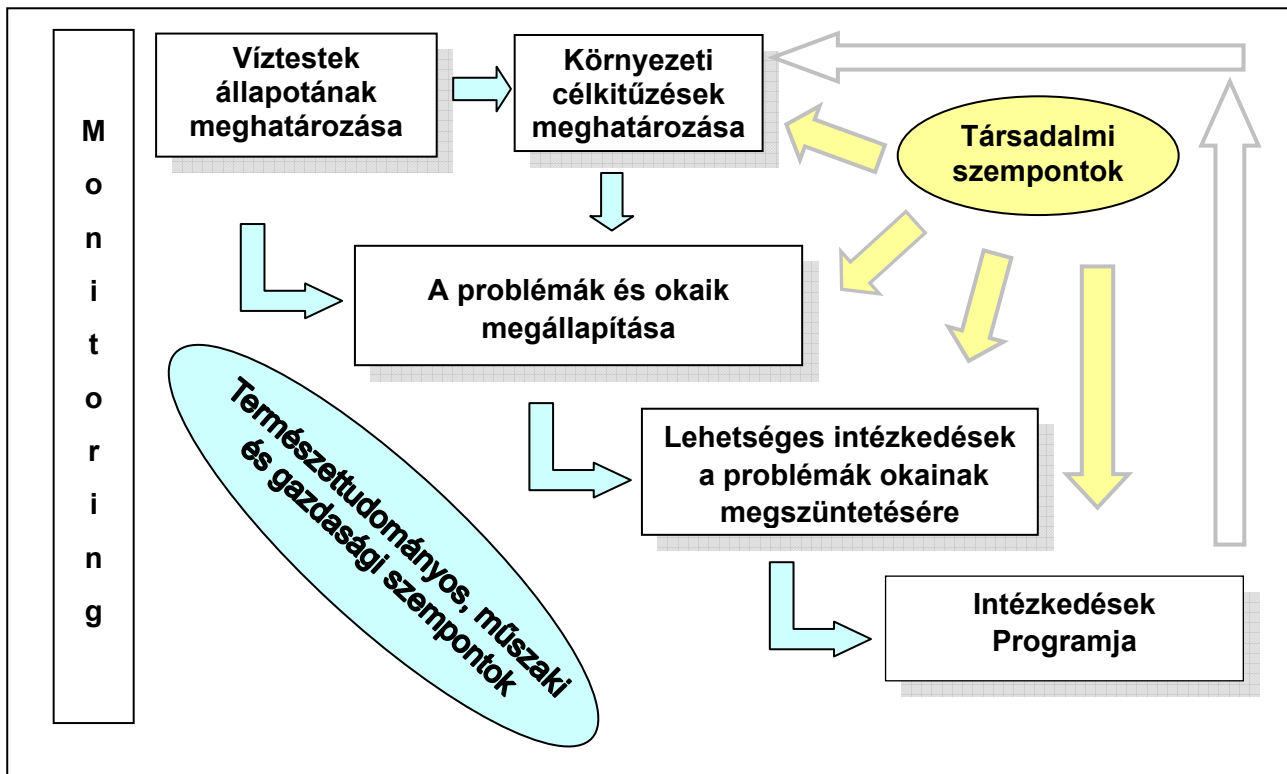 M
o
n
i
t
o
r
i
n
g
Víztestek
állapotának
meghatározása
Környezeti
célkitűzések
meghatározása
Társadalmi
szempontok
A problémák és okaik
megállapítása
Természettudományos, műszaki
és gazdasági szempontok
Lehetséges intézkedések
a problémák okainak
megszüntetésére
Intézkedések
Programja